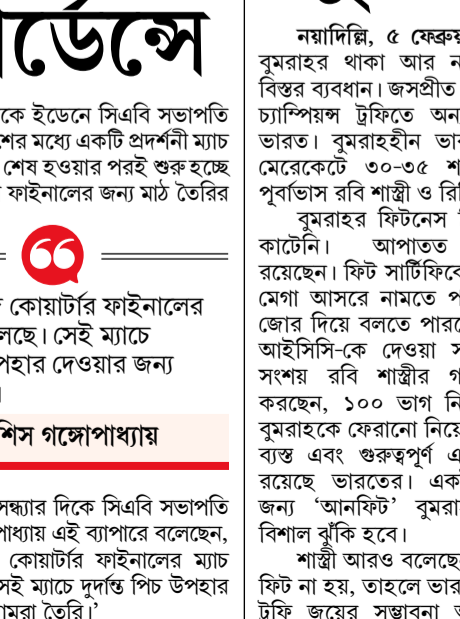 র্ডেন্সে
কে ইডেনে সিএবি সভাপতি
শের মধ্যে একটি প্রদর্শনী ম্যাচ
শেষ হওয়ার পরই শুরু হচ্ছে
ফাইনালের জন্য মাঠ তৈরির
কোয়ার্টার ফাইনালের
লছে। সেই ম্যাচে
পহার দেওয়ার জন্য
।
শিস গঙ্গোপাধ্যায়
সন্ধ্যার দিকে সিএবি সভাপতি
পাধ্যায় এই ব্যাপারে বলেছেন,
কোয়ার্টার ফাইনালের ম্যাচ
সেই ম্যাচে দুর্দান্ত পিচ উপহার
আমরা তৈরি।’
নয়াদিল্লি, ৫ ফেব্রুয়
বুমরাহর থাকা আর ন
বিস্তর ব্যবধান। জসপ্রীত
চ্যাম্পিয়ন্স ট্রফিতে অন
ভারত। বুমরাহহীন ভা
মেরেকেটে ৩০-৩৫ শ
পূর্বাভাস রবি শাস্ত্রী ও রি
বুমরাহর ফিটনেস
কাটেনি। আপাতত
রয়েছেন। ফিট সার্টিফিকে
মেগা আসরে নামতে প
জোর দিয়ে বলতে পারে
আইসিসি-কে দেওয়া স
সংশয় রবি শাস্ত্রীর গ
করছেন, ১০০ ভাগ নি
বুমরাহকে ফেরানো নিয়ে
ব্যস্ত এবং গুরুত্বপূর্ণ এ
রয়েছে ভারতের। এক
জন্য ‘আনফিট’ বুমরা
বিশাল ঝুঁকি হবে।
শাস্ত্রী আরও বলেছে
ফিট না হয়, তাহলে ভার
ট্রফি জয়ের সম্ভাবনা